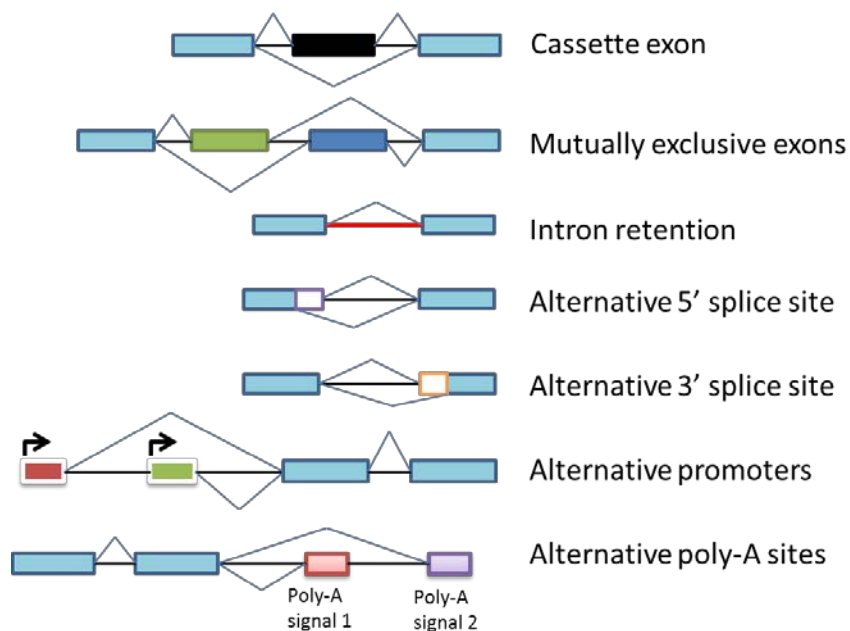 Cassette exon
Mutually exclusive exons
Intron retention
Alternative 5' splice site
Alternative 3' splice site
Alternative promoters
Alternative poly-A sites
Poly-A
signal 1
Poly-A
signal 2